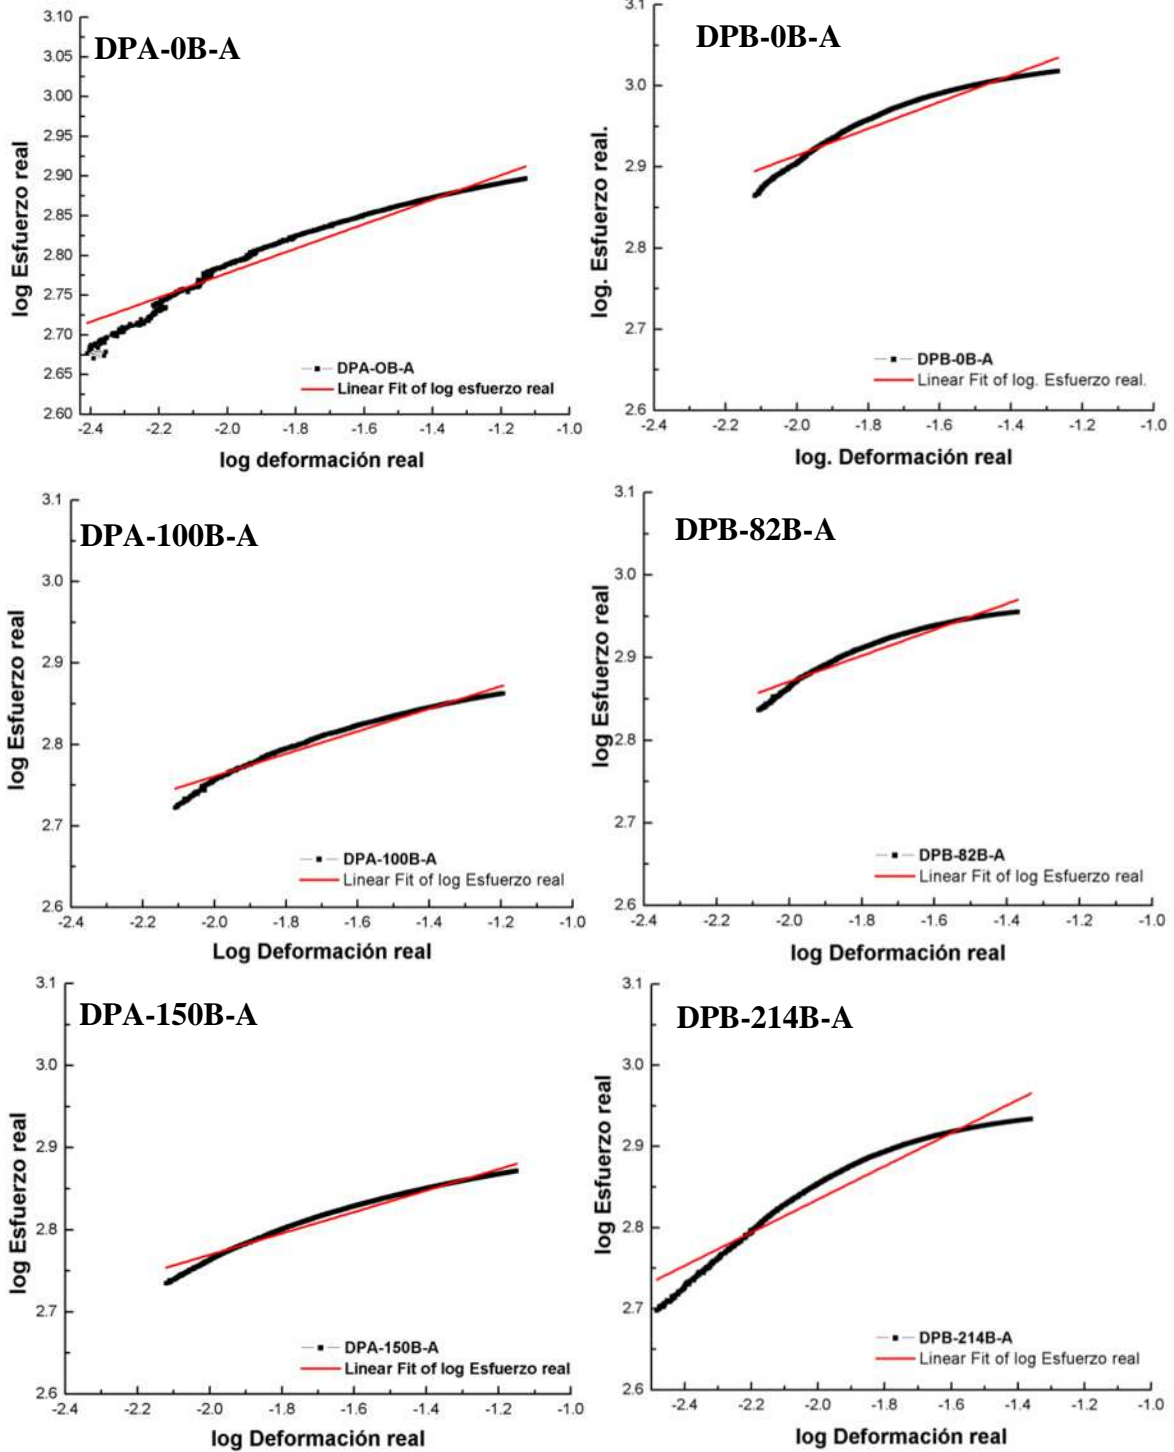 DPA-0B-A
log Esfuerzo real
3.10
3.05
3.00
2.95
2.90
2.85
2.80
2.75
2.70
2.65
2.60
DPA-OB-A
Linear Fit of log esfuerzo real
-2.4 -2.2 -2.0 -1.8 -1.6 -1.4 -1.2 -1.0
log deformación real
DPB-0B-A
log. Esfuerzo real.
3.1
3.0
2.9
2.8
2.7
2.6
DPB-0B-A
Linear Fit of log. Esfuerzo real.
-2.4 -2.2 -2.0 -1.8 -1.6 -1.4 -1.2 -1.0
log. Deformación real
DPA-100B-A
log Esfuerzo real
3.1
3.0
2.9
2.8
2.7
2.6
DPA-100B-A
Linear Fit of log Esfuerzo real
-2.4 -2.2 -2.0 -1.8 -1.6 -1.4 -1.2 -1.0
Log Deformación real
DPB-82B-A
log Esfuerzo real
3.1
3.0
2.9
2.8
2.7
2.6
DPB-82B-A
Linear Fit of log Esfuerzo real
-2.4 -2.2 -2.0 -1.8 -1.6 -1.4 -1.2 -1.0
log Deformación real
DPA-150B-A
log Esfuerzo real
3.1
3.0
2.9
2.8
2.7
2.6
DPA-150B-A
Linear Fit of log Esfuerzo real
-2.4 -2.2 -2.0 -1.8 -1.6 -1.4 -1.2 -1.0
log Deformación real
DPB-214B-A
log Esfuerzo real
3.1
3.0
2.9
2.8
2.7
2.6
DPB-214B-A
Linear Fit of log Esfuerzo real
-2.4 -2.2 -2.0 -1.8 -1.6 -1.4 -1.2 -1.0
log Deformación real